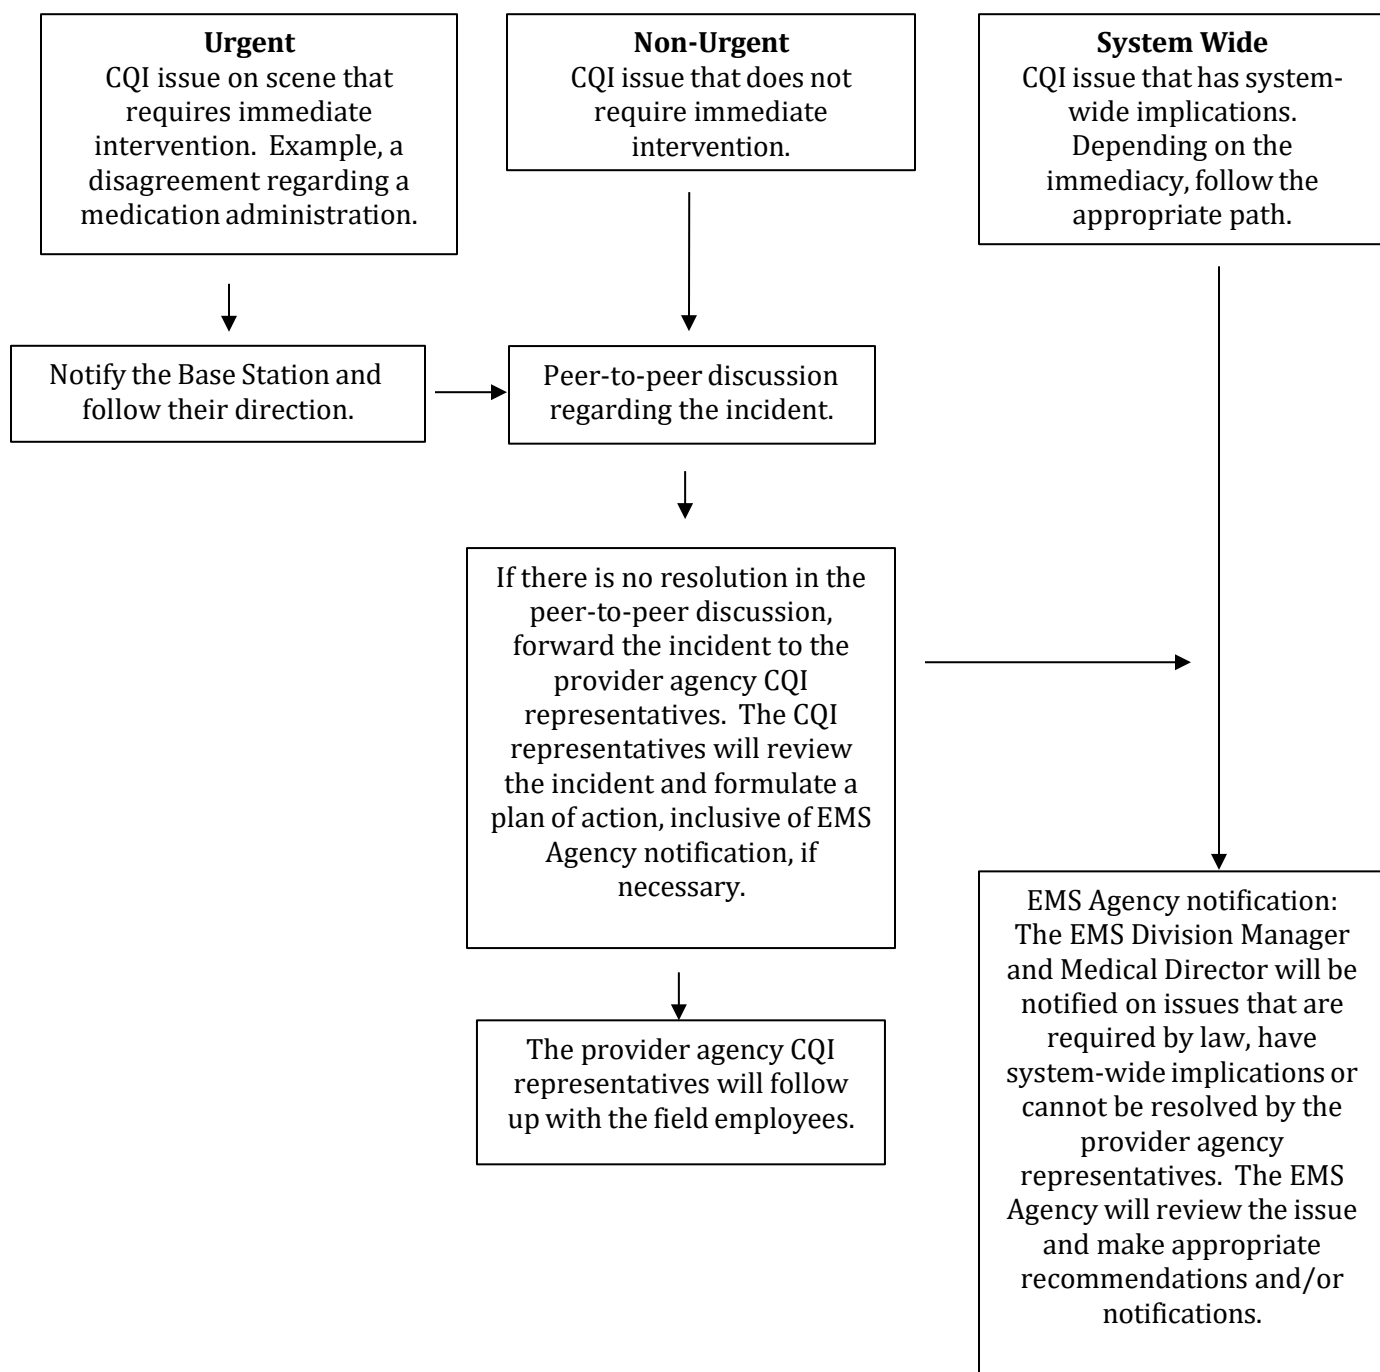 Urgent
CQI issue on scene that
requires immediate
intervention.  Example, a
disagreement regarding a
medication administration.
Non-Urgent
CQI issue that does not
require immediate
intervention.
System Wide
CQI issue that has system-
wide implications.
Depending on the
immediacy, follow the
appropriate path.
Notify the Base Station and
follow their direction.
Peer-to-peer discussion
regarding the incident.
If there is no resolution in the
peer-to-peer discussion,
forward the incident to the
provider agency CQI
representatives.  The CQI
representatives will review
the incident and formulate a
plan of action, inclusive of EMS
Agency notification, if
necessary.
The provider agency CQI
representatives will follow
up with the field employees.
EMS Agency notification:
The EMS Division Manager
and Medical Director will be
notified on issues that are
required by law, have
system-wide implications or
cannot be resolved by the
provider agency
representatives.  The EMS
Agency will review the issue
and make appropriate
recommendations and/or
notifications.